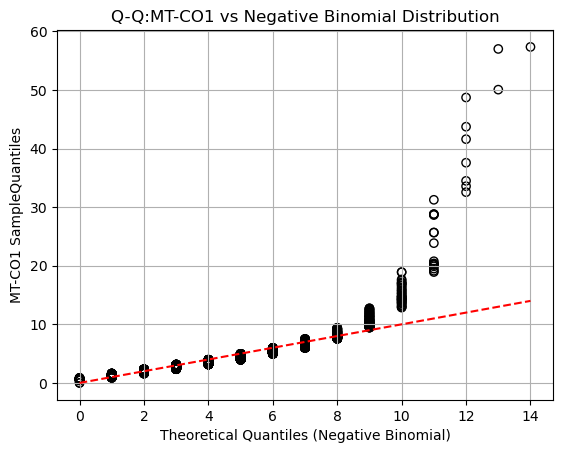 Q-Q:MT-CO1 vs Negative Binomial Distribution
MT-CO1 SampleQuantiles
60
50
40
30
20
10
0
0 2 4 6 8 10 12 14
Theoretical Quantiles (Negative Binomial)